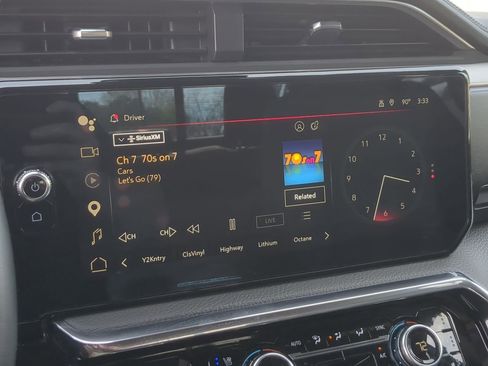 Driver
90° 3:33
SiriusXM
Ch 7 70s on 7
Cars
Let's Go (79)
70s on 7
Related
12
1
2
3
4
5
6
7
8
9
10
11
CH
CH
LIVE
Y2Kntry ClsVinyl Highway Lithium Octane
AUTO
SYNC
A/C
72